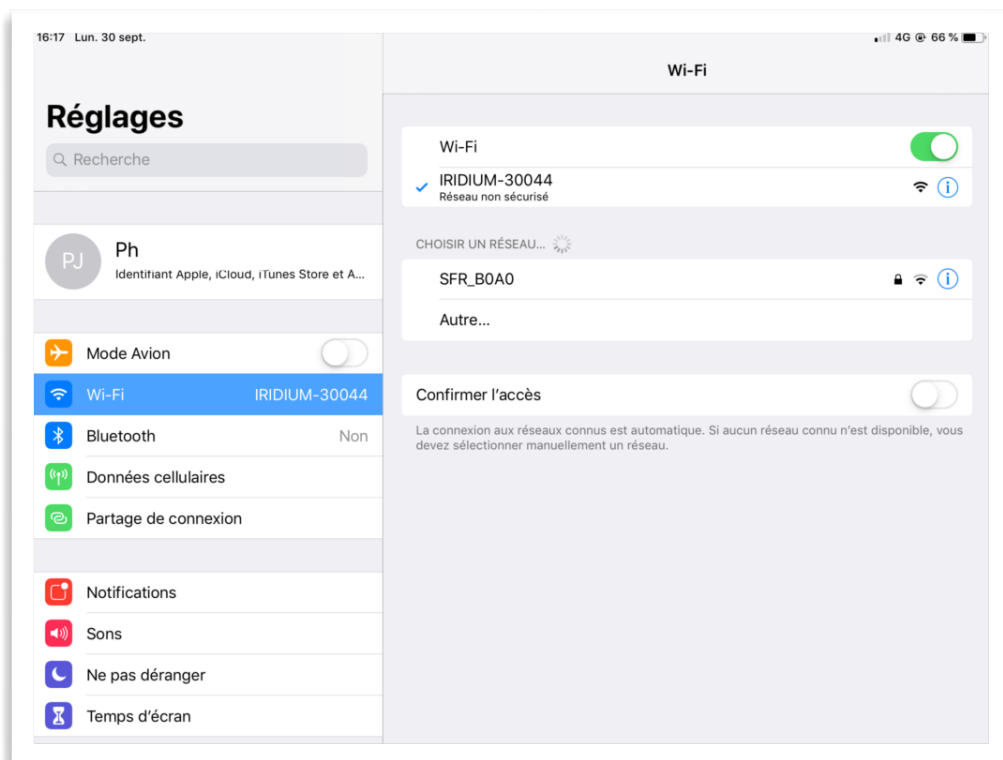 16:17 Lun. 30 sept.
4G 66 %
Wi-Fi
Réglages
Recherche
PJ
Ph
Identifiant Apple, iCloud, iTunes Store et A...
Mode Avion
Wi-Fi IRIDIUM-30044
Bluetooth Non
Données cellulaires
Partage de connexion
Notifications
Sons
Ne pas déranger
Temps d'écran
Wi-Fi
IRIDIUM-30044
Réseau non sécurisé
CHOISIR UN RÉSEAU...
SFR_B0A0
Autre...
Confirmer l'accès
La connexion aux réseaux connus est automatique. Si aucun réseau connu n'est disponible, vous
devez sélectionner manuellement un réseau.